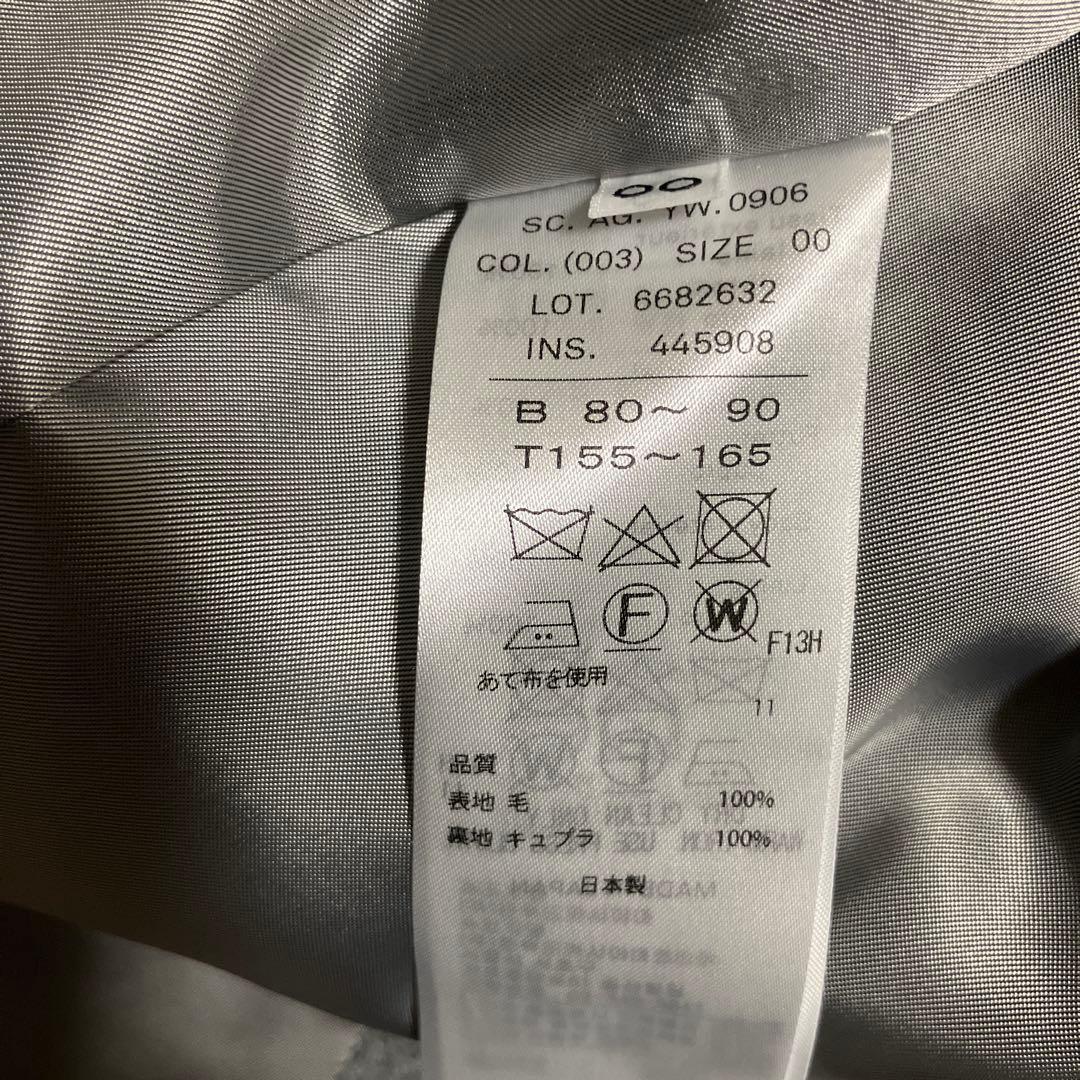 00
SC. AG. YW.0906
COL. (003) SIZE 00
LOT. 6682632
INS. 445908
B 80～ 90
T155～165
F
W
F13H
あて布を使用
11
品質
表地 毛 100%
裏地 キュプラ 100%
日本製